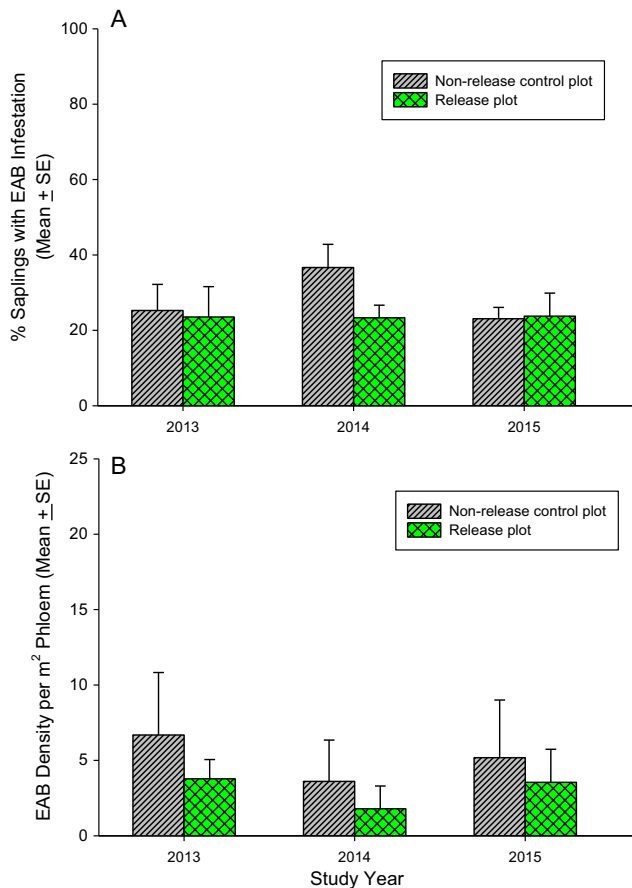 A
100
80
60
40
20
0
% Saplings with EAB Infestation
(Mean ± SE)
Non-release control plot
Release plot
2013 2014 2015
B
25
20
15
10
5
0
EAB Density per m² Phloem (Mean ± SE)
Non-release control plot
Release plot
2013 2014 2015
Study Year